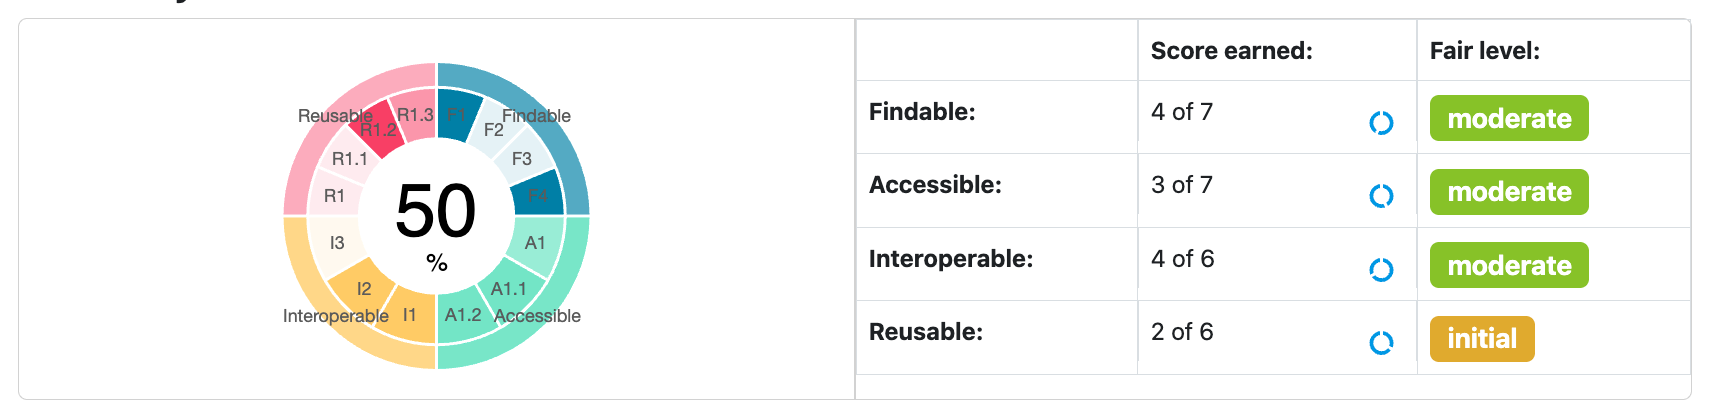 Reusable
R1.3
F1
Findable
R1.2
F2
R1.1
F3
R1
50
F4
%
I3
A1
I2
A1.1
Interoperable
I1
A1.2
Accessible
Score earned:
Fair level:
Findable:
4 of 7
moderate
Accessible:
3 of 7
moderate
Interoperable:
4 of 6
moderate
Reusable:
2 of 6
initial